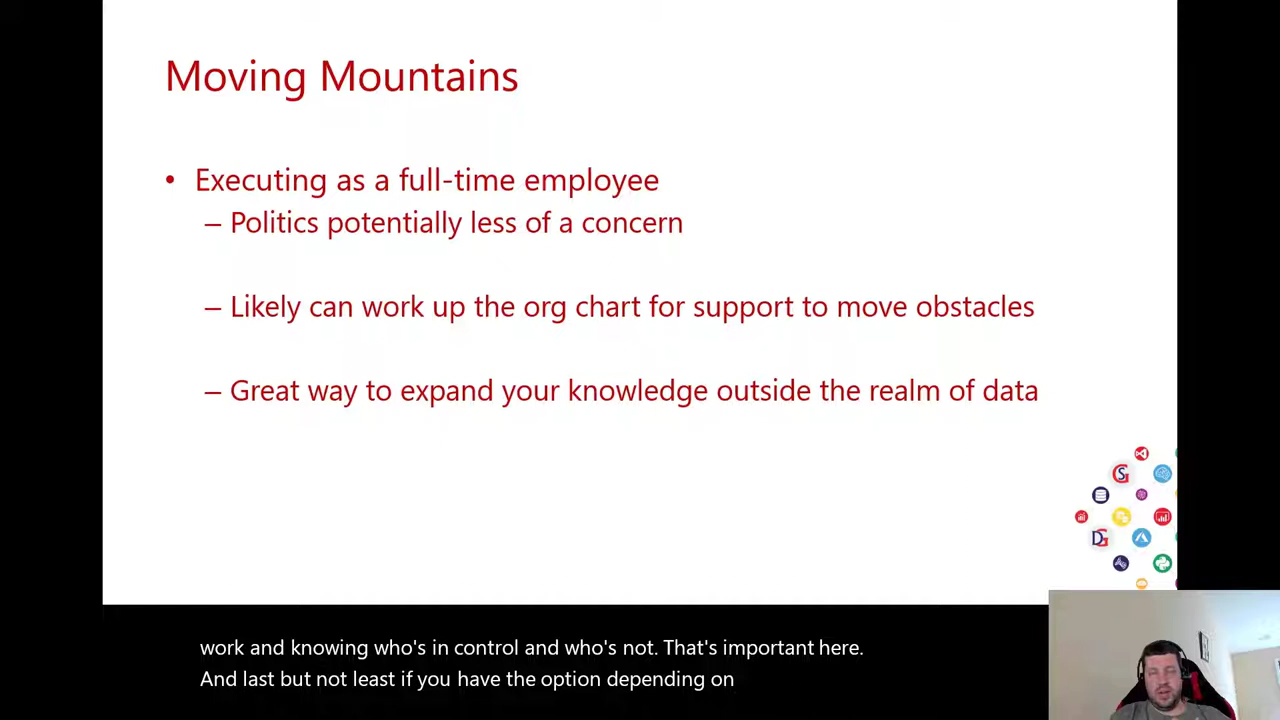 Moving Mountains
• Executing as a full-time employee
– Politics potentially less of a concern
– Likely can work up the org chart for support to move obstacles
– Great way to expand your knowledge outside the realm of data
work and knowing who's in control and who's not. That's important here.
And last but not least if you have the option depending on